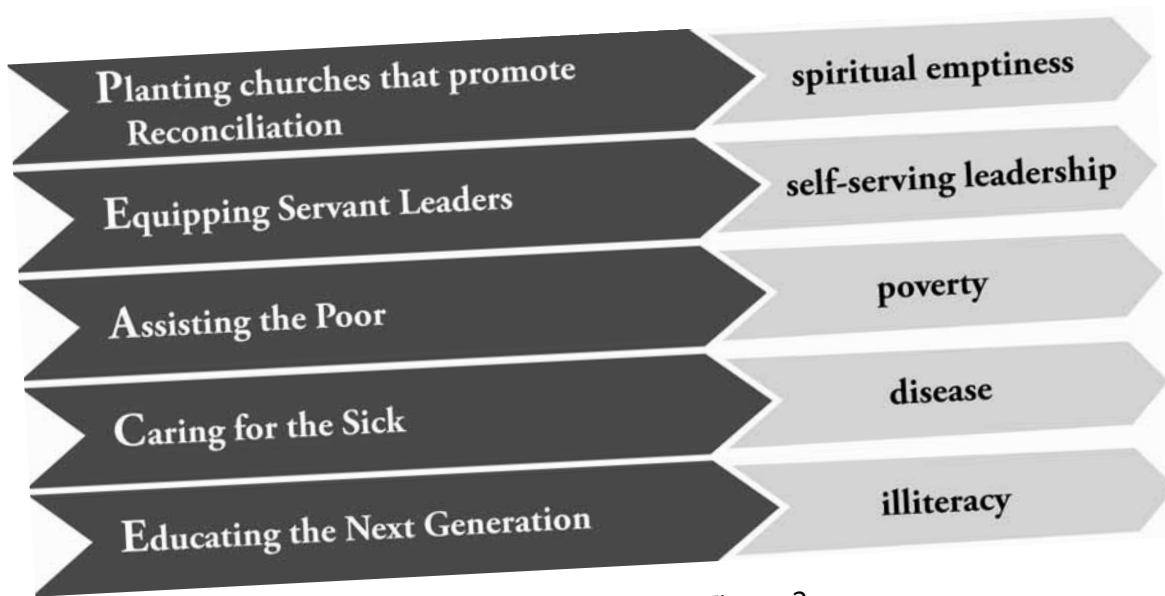 Planting churches that promote
Reconciliation
spiritual emptiness
Equipping Servant Leaders
self-serving leadership
Assisting the Poor
poverty
Caring for the Sick
disease
Educating the Next Generation
illiteracy